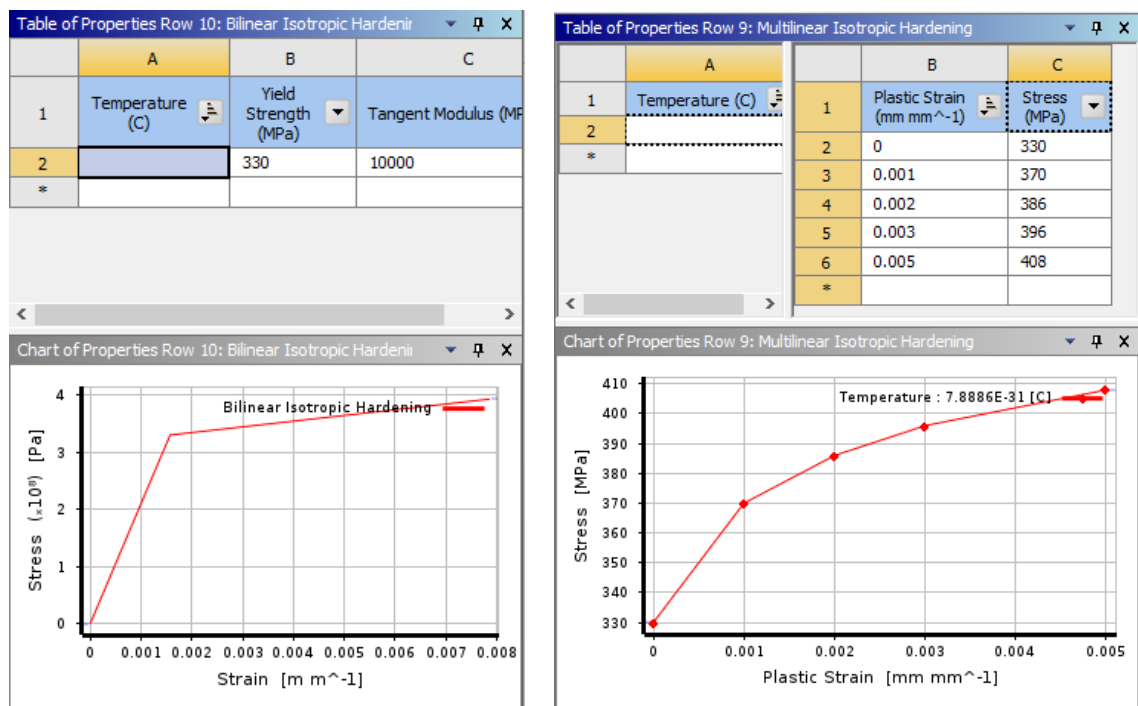 Table of Properties Row 10: Bilinear Isotropic Hardenir
A B C
1 Temperature (C) Yield Strength (MPa) Tangent Modulus (MP
2 330 10000
*
Chart of Properties Row 10: Bilinear Isotropic Hardenir
Bilinear Isotropic Hardening
Stress (x10⁸) [Pa]
4
3
2
1
0
0 0.001 0.002 0.003 0.004 0.005 0.006 0.007 0.008
Strain [m m^-1]
Table of Properties Row 9: Multilinear Isotropic Hardening
A
1 Temperature (C)
2
*
B C
1 Plastic Strain (mm mm^-1) Stress (MPa)
2 0 330
3 0.001 370
4 0.002 386
5 0.003 396
6 0.005 408
*
Chart of Properties Row 9: Multilinear Isotropic Hardening
Temperature : 7.8886E-31 [C]
Stress [MPa]
410
400
390
380
370
360
350
340
330
0 0.001 0.002 0.003 0.004 0.005
Plastic Strain [mm mm^-1]